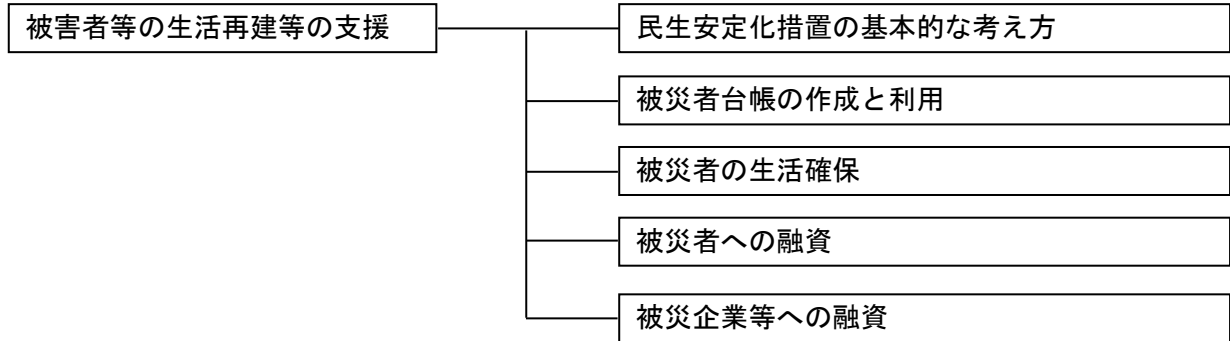 被害者等の生活再建等の支援
民生安定化措置の基本的な考え方
被災者台帳の作成と利用
被災者の生活確保
被災者への融資
被災企業等への融資